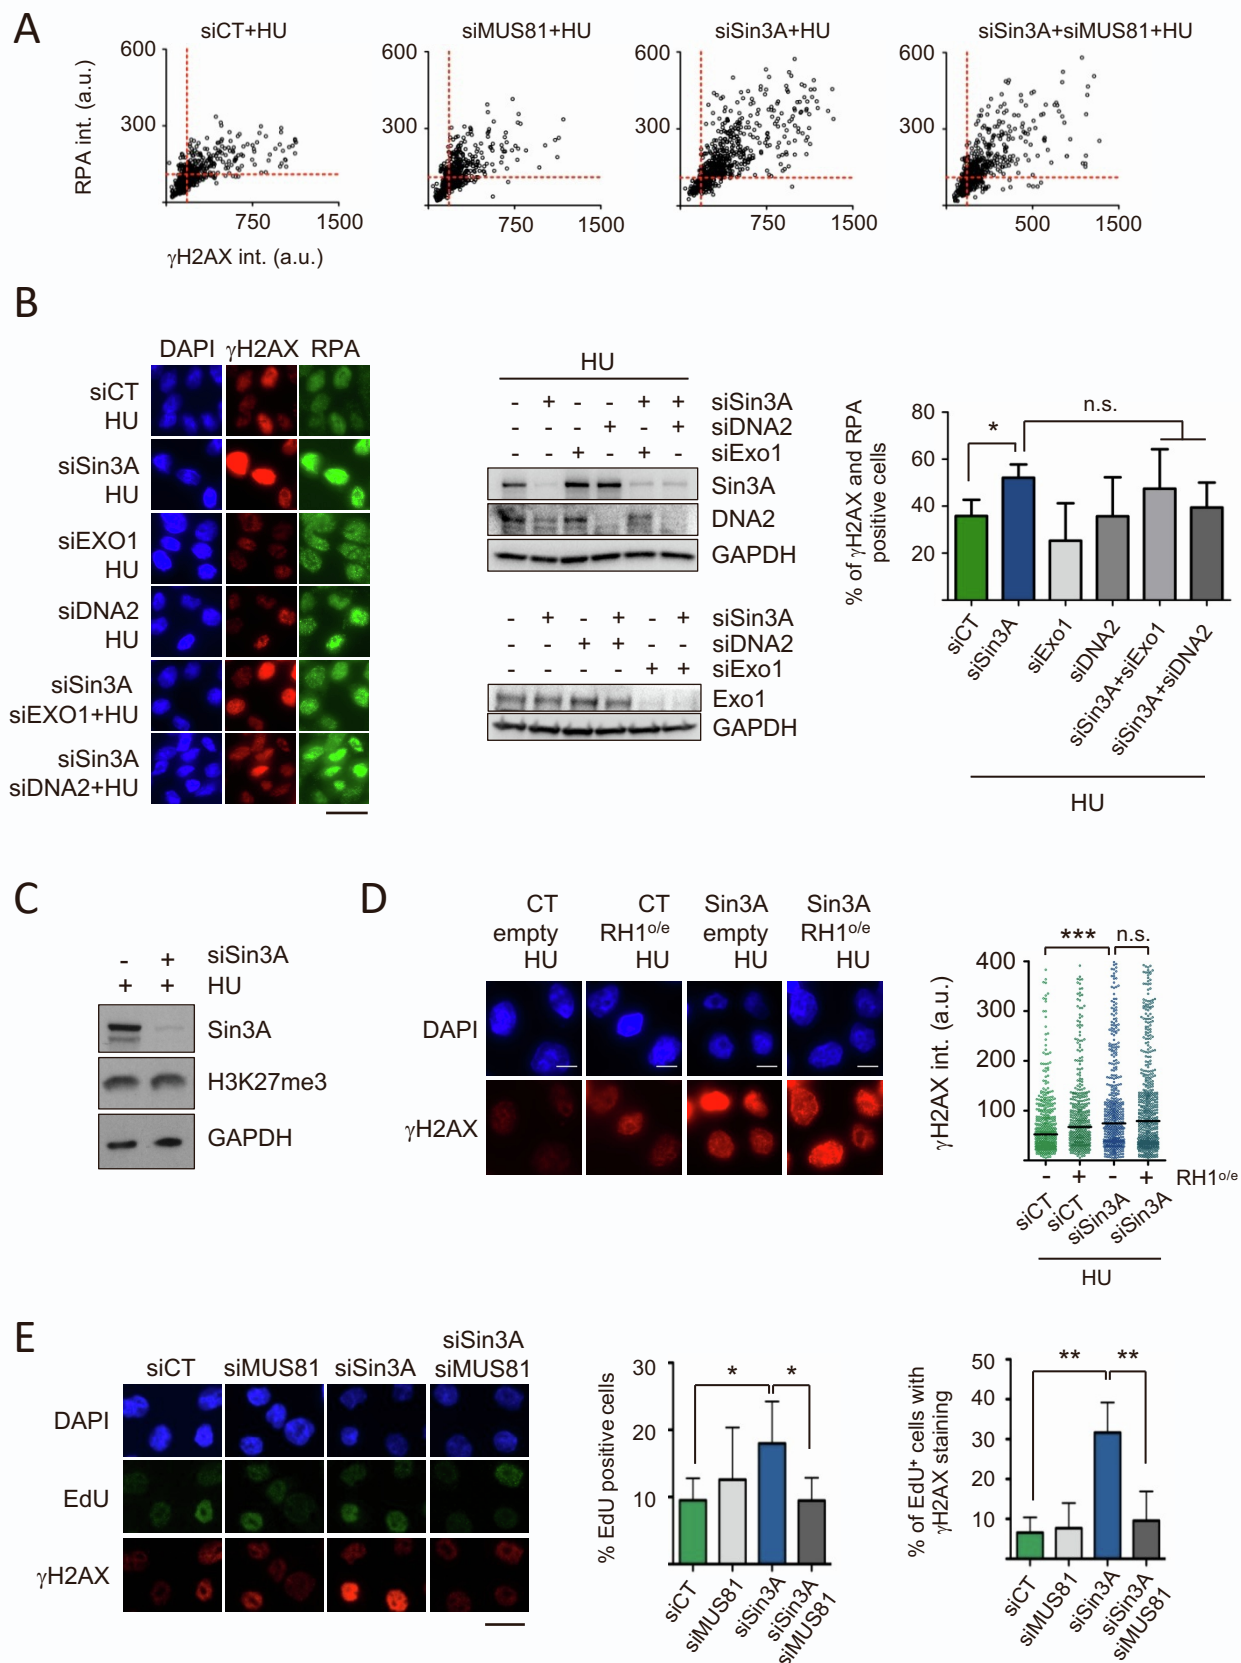 A
siCT+HU
siMUS81+HU
siSin3A+HU
siSin3A+siMUS81+HU
RPA int. (a.u.)
600
300
750
1500
600
300
750
1500
600
300
750
1500
600
300
500
1500
γH2AX int. (a.u.)
B
DAPI γH2AX RPA
siCT
HU
siSin3A
HU
siEXO1
HU
siDNA2
HU
siSin3A
siEXO1+HU
siSin3A
siDNA2+HU
HU
- + - - + + siSin3A
- - - + - + siDNA2
- - + - + - siExo1
Sin3A
DNA2
GAPDH
- + - + - + siSin3A
- - + + - - siDNA2
- - - - + + siExo1
Exo1
GAPDH
% of γH2AX and RPA
positive cells
80
60
40
20
*
n.s.
siCT
siSin3A
siExo1
siDNA2
siSin3A+siExo1
siSin3A+siDNA2
HU
C
- + siSin3A
+ + HU
Sin3A
H3K27me3
GAPDH
D
CT
empty
HU
CT
RH1o/e
HU
Sin3A
empty
HU
Sin3A
RH1o/e
HU
DAPI
γH2AX
γH2AX int. (a.u.)
400
300
200
100
***
n.s.
- + - + RH1o/e
siCT
siCT
siSin3A
siSin3A
HU
E
siCT
siMUS81
siSin3A
siSin3A
siMUS81
DAPI
EdU
γH2AX
% EdU positive cells
30
20
10
*
*
siCT
siMUS81
siSin3A
siSin3A
siMUS81
% of EdU+ cells with
γH2AX staining
50
40
30
20
10
**
**
siCT
siMUS81
siSin3A
siSin3A
siMUS81